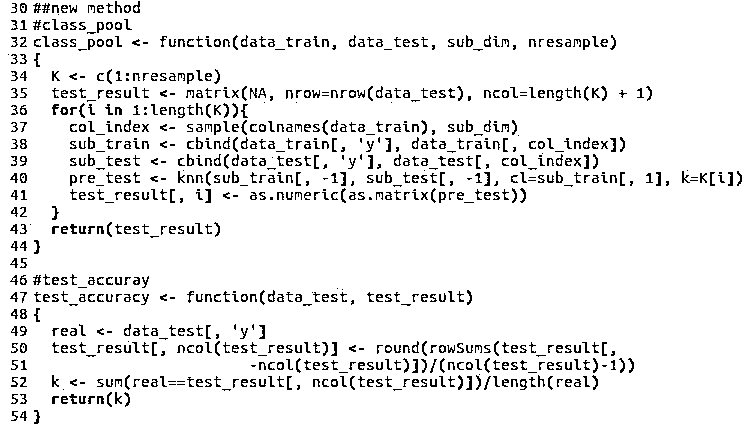 30 ##new method
31 #class_pool
32 class_pool <- function(data_train, data_test, sub_dim, nresample)
33 {
34   K <- c(1:nresample)
35   test_result <- matrix(NA, nrow=nrow(data_test), ncol=length(K) + 1)
36   for(i in 1:length(K)){
37     col_index <- sample(colnames(data_train), sub_dim)
38     sub_train <- cbind(data_train[, 'y'], data_train[, col_index])
39     sub_test <- cbind(data_test[, 'y'], data_test[, col_index])
40     pre_test <- knn(sub_train[, -1], sub_test[, -1], cl=sub_train[, 1], k=K[i])
41     test_result[, i] <- as.numeric(as.matrix(pre_test))
42   }
43   return(test_result)
44 }
45
46 #test_accuray
47 test_accuracy <- function(data_test, test_result)
48 {
49   real <- data_test[, 'y']
50   test_result[, ncol(test_result)] <- round(rowSums(test_result[,
51                          -ncol(test_result)])/(ncol(test_result)-1))
52   k <- sum(real==test_result[, ncol(test_result)])/length(real)
53   return(k)
54 }